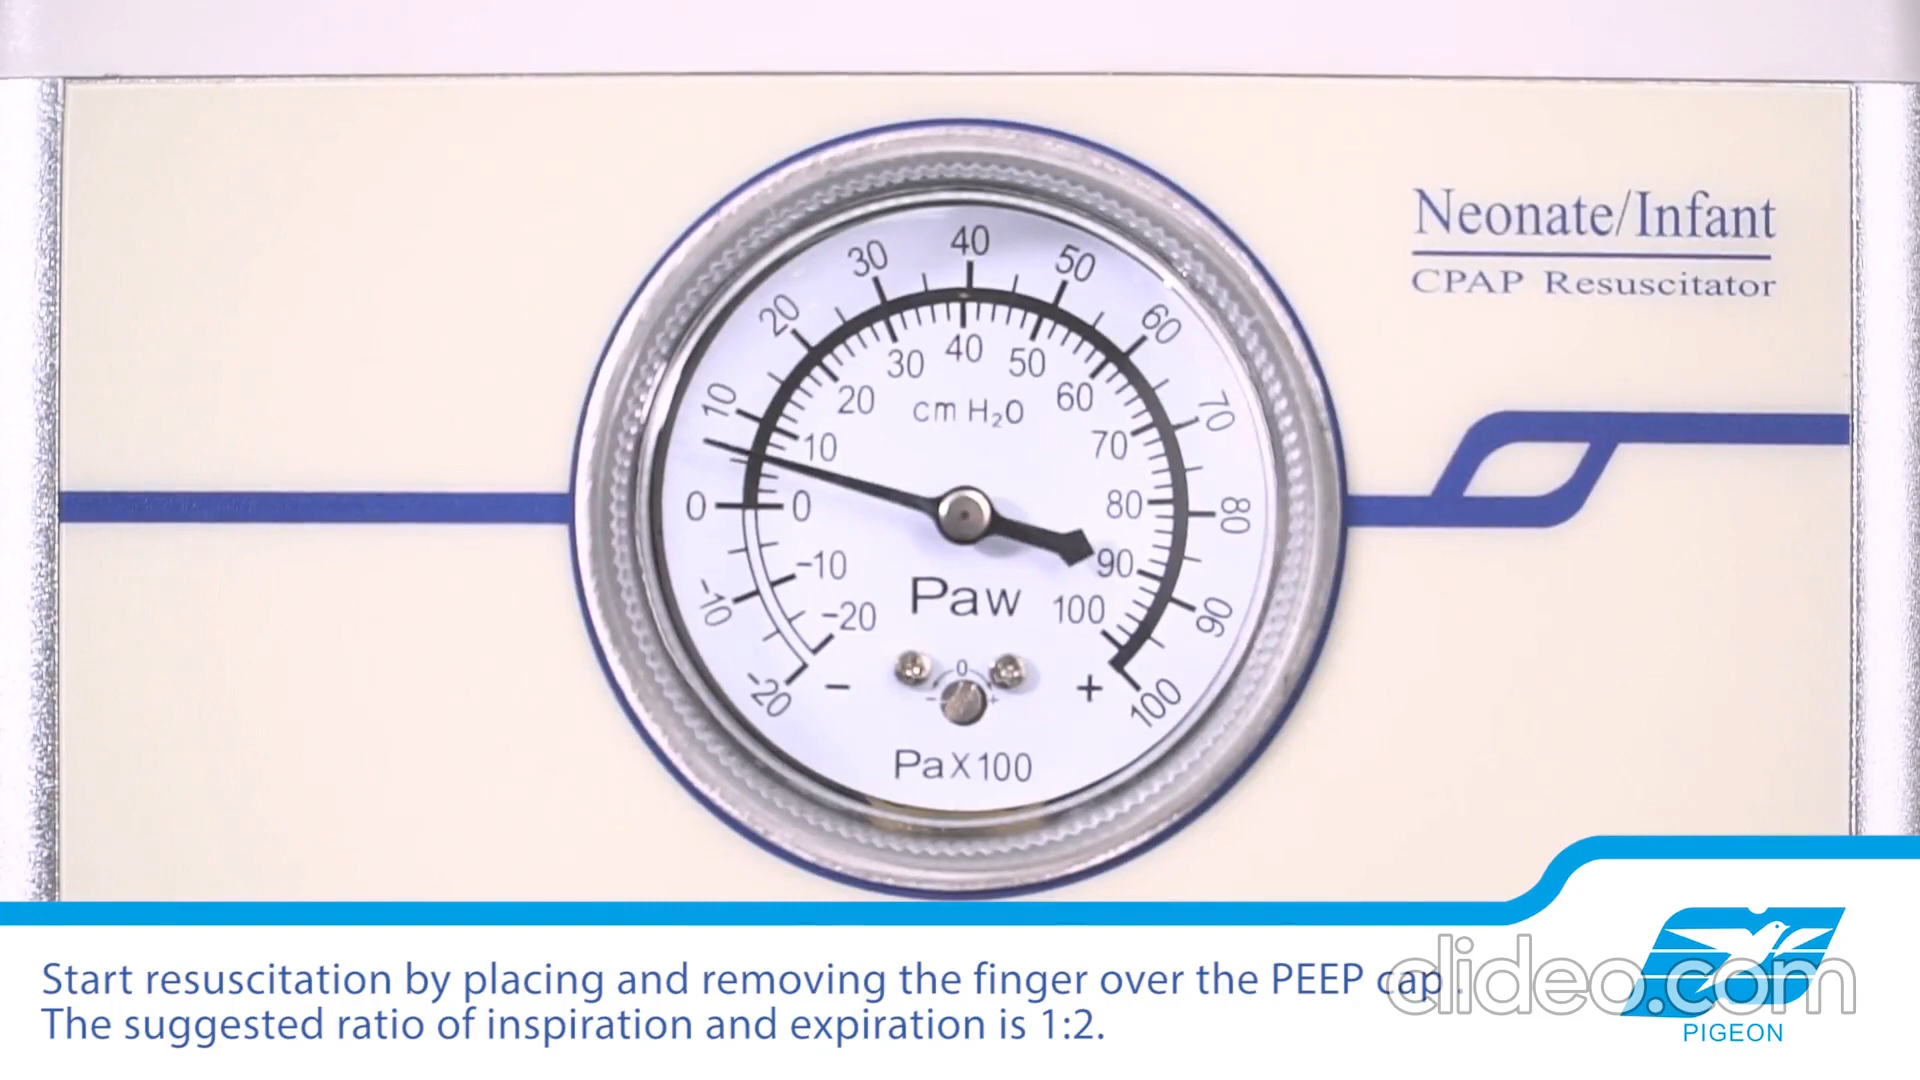 Neonate/Infant
CPAP Resuscitator
-20 -10 0 10 20 30 40 50 60 70 80 90 100
-20 -10 0 10 20 30 40 50 60 70 80 90 100
cm H₂O
Paw
- 0 +
- +
Pa X 100
Start resuscitation by placing and removing the finger over the PEEP cap .
The suggested ratio of inspiration and expiration is 1:2.
clideo.com
PIGEON